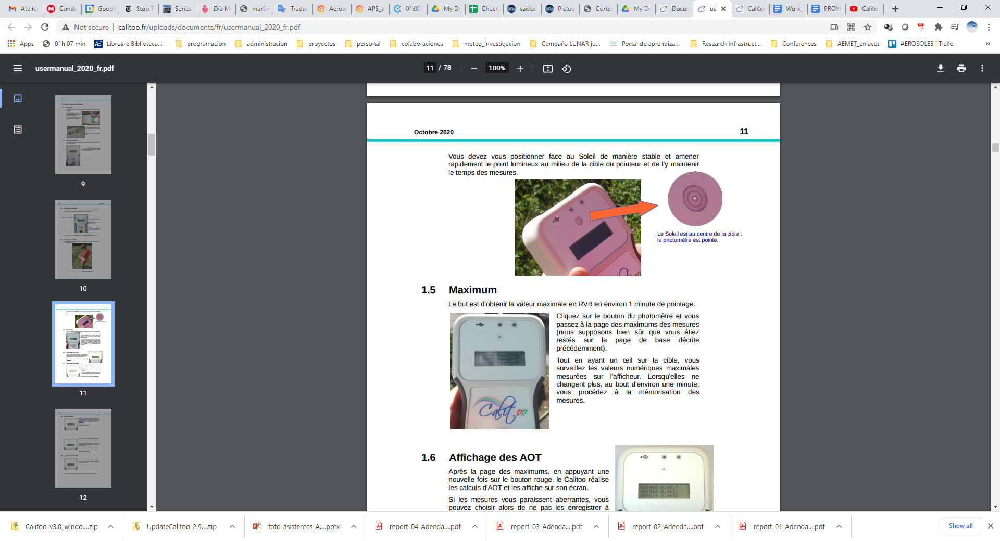 Atelier
Condu
Googl
Stop T
Series-
Día M
martin
Traduc
Aeroso
APS_a
01:00:
My Dr
Check
saidas
Pictog
Cortes
My Dr
Docun
us
Calito
Work_
PROYE
Calito
Not secure
calitoo.fr/uploads/documents/fr/usermanual_2020_fr.pdf
Apps
01h 07 min
Libros-e Biblioteca...
programacion
administracion
proyectos
personal
colaboraciones
meteo_investigacion
Campaña LUNAR ju...
Portal de aprendiza...
Research Infrastruct...
Conferences
AEMET_enlaces
AEROSOLES | Trello
»
usermanual_2020_fr.pdf
11 / 78
100%
9
10
11
12
Octobre 2020
11
Vous devez vous positionner face au Soleil de manière stable et amener
rapidement le point lumineux au milieu de la cible du pointeur et de l'y maintenir
le temps des mesures.
Le Soleil est au centre de la cible :
le photomètre est pointé.
1.5 Maximum
Le but est d'obtenir la valeur maximale en RVB en environ 1 minute de pointage.
Cliquez sur le bouton du photomètre et vous
passez à la page des maximums des mesures
(nous supposons bien sûr que vous étiez
restés sur la page de base décrite
précédemment).
Tout en ayant un œil sur la cible, vous
surveillez les valeurs numériques maximales
mesurées sur l'afficheur. Lorsqu'elles ne
changent plus, au bout d'environ une minute,
vous procédez à la mémorisation des
mesures.
Calitoo
1.6 Affichage des AOT
Après la page des maximums, en appuyant une
nouvelle fois sur le bouton rouge, le Calitoo réalise
les calculs d'AOT et les affiche sur son écran.
Si les mesures vous paraissent aberrantes, vous
pouvez choisir alors de ne pas les enregistrer à
AOT465 0.4717
AOT540 0.4621
AOT619 0.4656
Calitoo_v3.0_windo....zip
UpdateCalitoo_2.9....zip
foto_asistentes_A....pptx
report_04_Adenda....pdf
report_03_Adenda....pdf
report_02_Adenda....pdf
report_01_Adenda....pdf
Show all